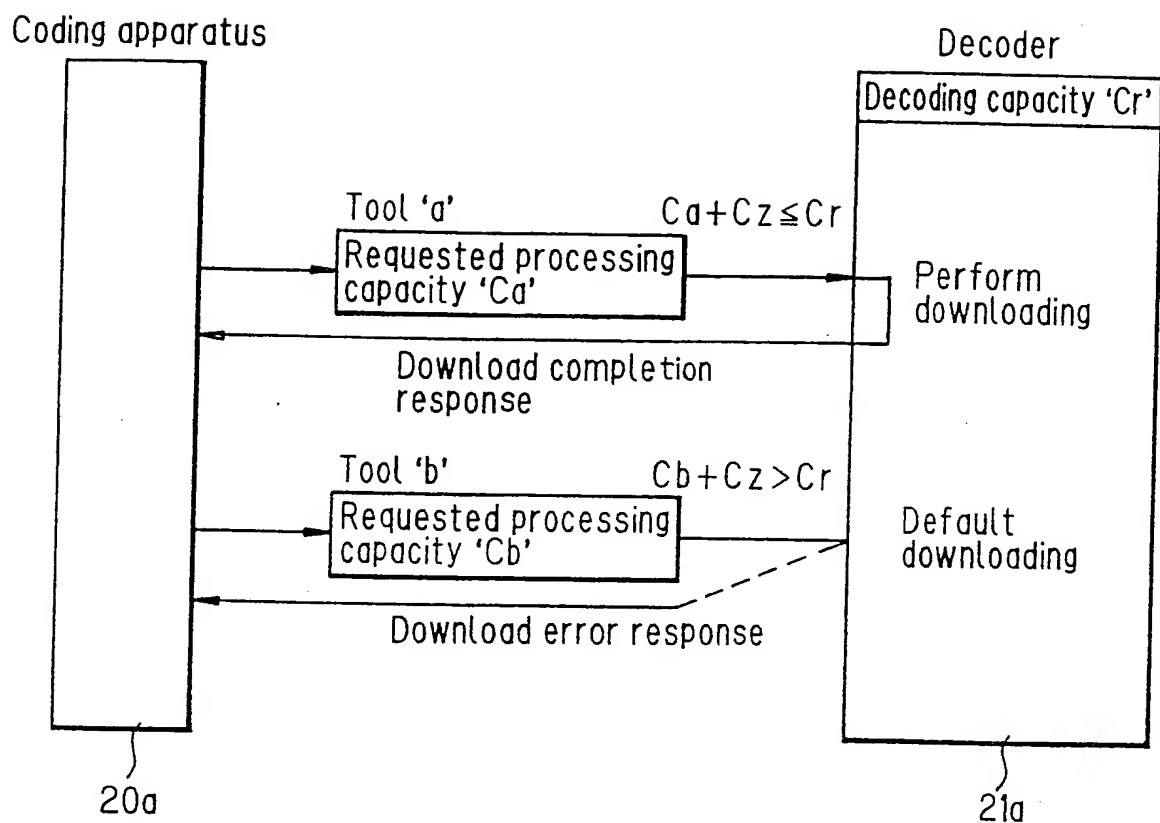 Coding apparatus
Decoder
Decoding capacity 'Cr'
Tool 'a'
Ca+Cz≦Cr
Requested processing
capacity 'Ca'
Perform
downloading
Download completion
response
Tool 'b'
Cb+Cz>Cr
Requested processing
capacity 'Cb'
Default
downloading
Download error response
20a
21a